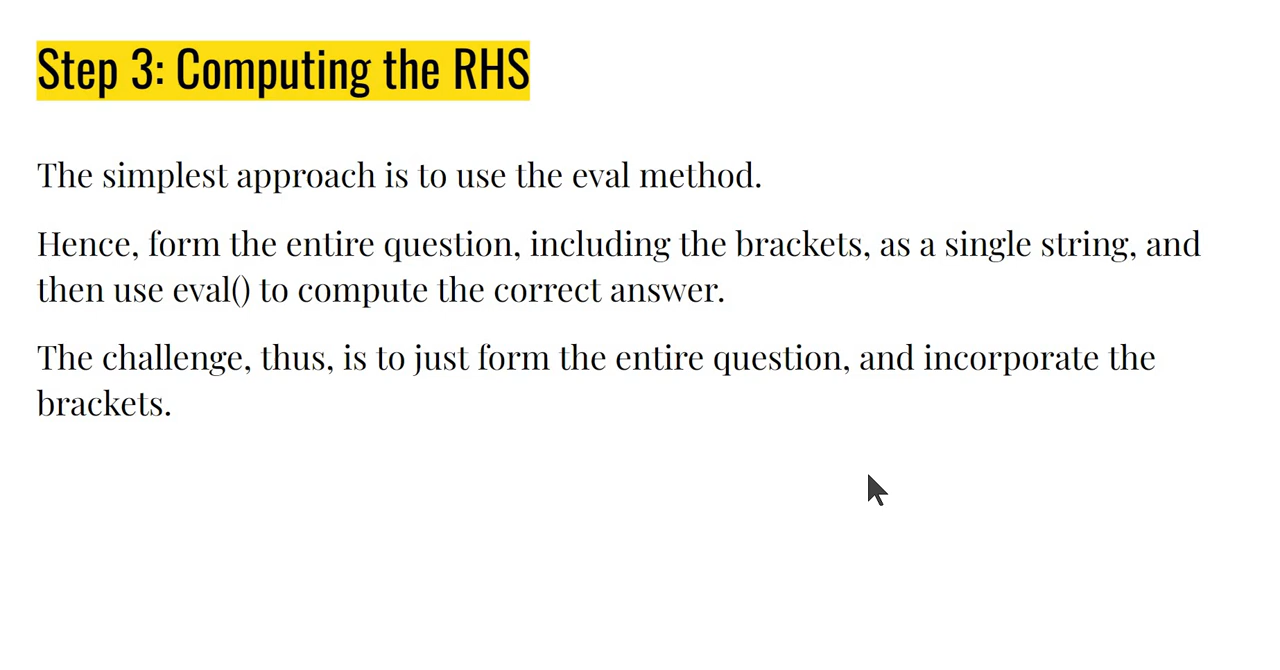 Step 3: Computing the RHS
The simplest approach is to use the eval method.
Hence, form the entire question, including the brackets, as a single string, and
then use eval() to compute the correct answer.
The challenge, thus, is to just form the entire question, and incorporate the
brackets.